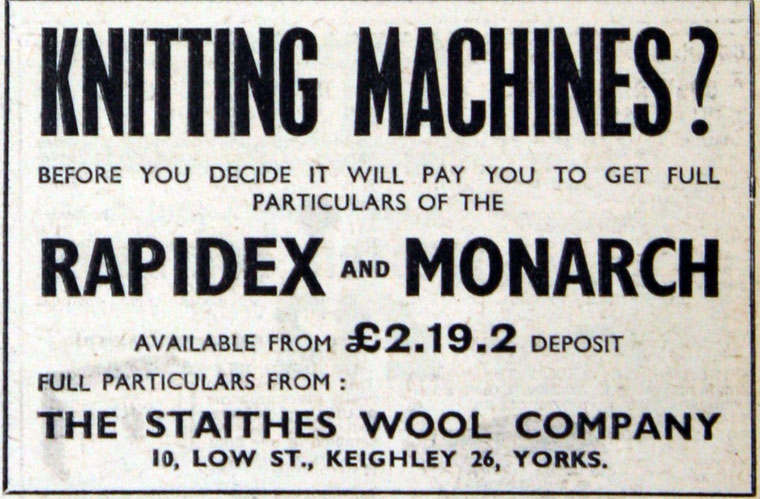 KNITTING MACHINES?
BEFORE YOU DECIDE IT WILL PAY YOU TO GET FULL
PARTICULARS OF THE
RAPIDEX AND MONARCH
AVAILABLE FROM £2.19.2 DEPOSIT
FULL PARTICULARS FROM :
THE STAITHES WOOL COMPANY
10, LOW ST., KEIGHLEY 26, YORKS.